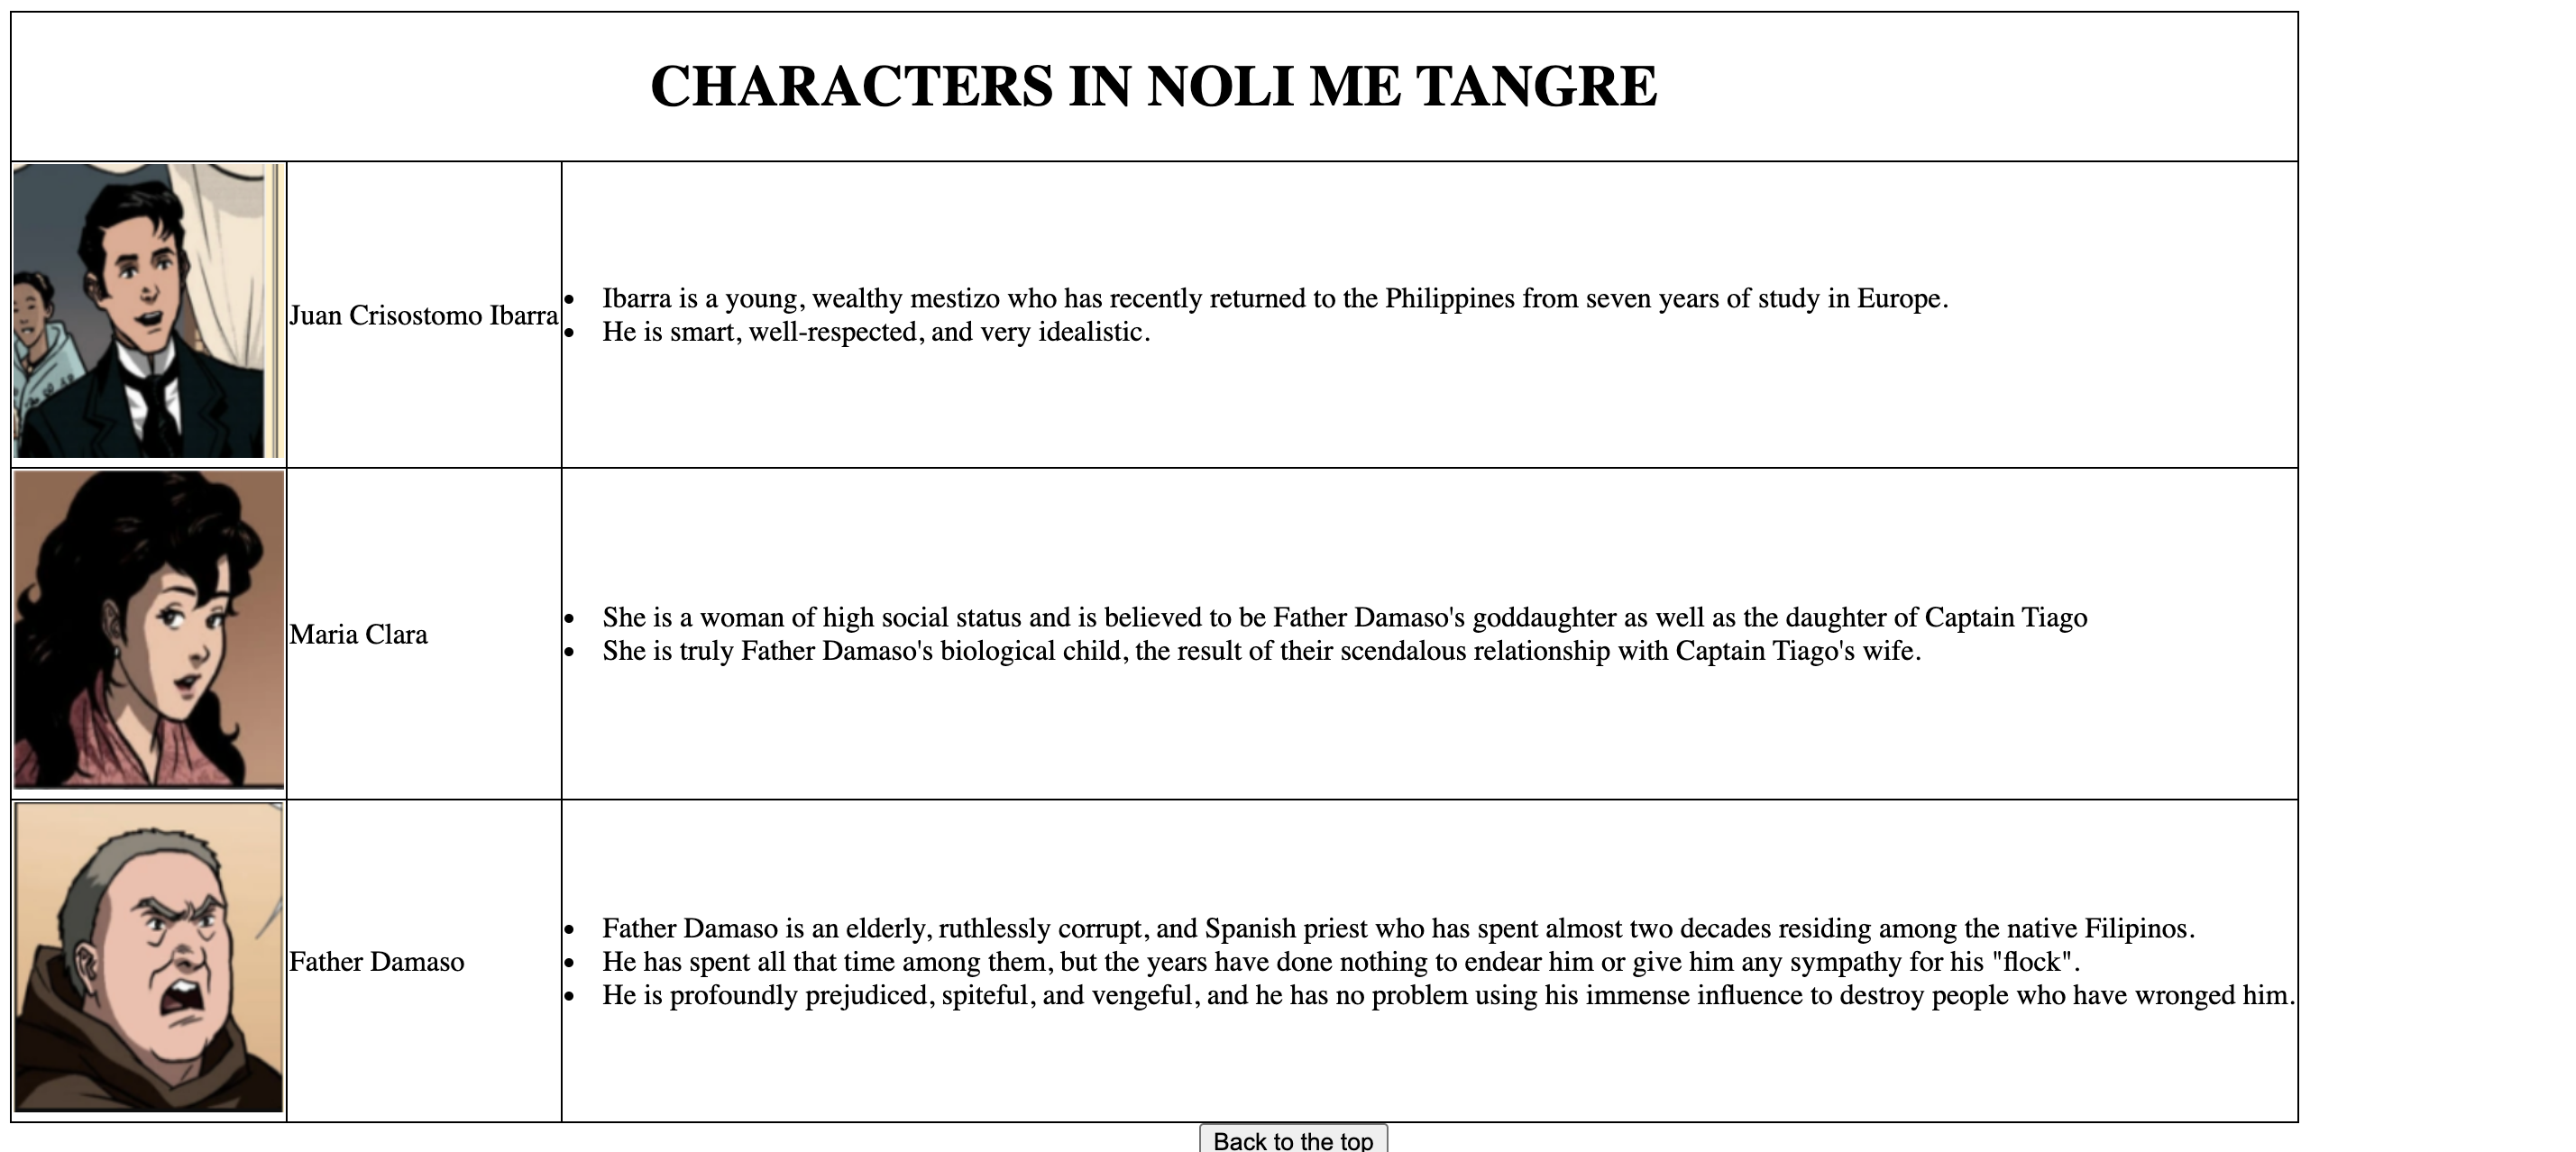 CHARACTERS IN NOLI ME TANGRE
Juan Crisostomo Ibarra
• Ibarra is a young, wealthy mestizo who has recently returned to the Philippines from seven years of study in Europe.
• He is smart, well-respected, and very idealistic.
Maria Clara
• She is a woman of high social status and is believed to be Father Damaso's goddaughter as well as the daughter of Captain Tiago
• She is truly Father Damaso's biological child, the result of their scendalous relationship with Captain Tiago's wife.
Father Damaso
• Father Damaso is an elderly, ruthlessly corrupt, and Spanish priest who has spent almost two decades residing among the native Filipinos.
• He has spent all that time among them, but the years have done nothing to endear him or give him any sympathy for his "flock".
• He is profoundly prejudiced, spiteful, and vengeful, and he has no problem using his immense influence to destroy people who have wronged him.
Back to the top